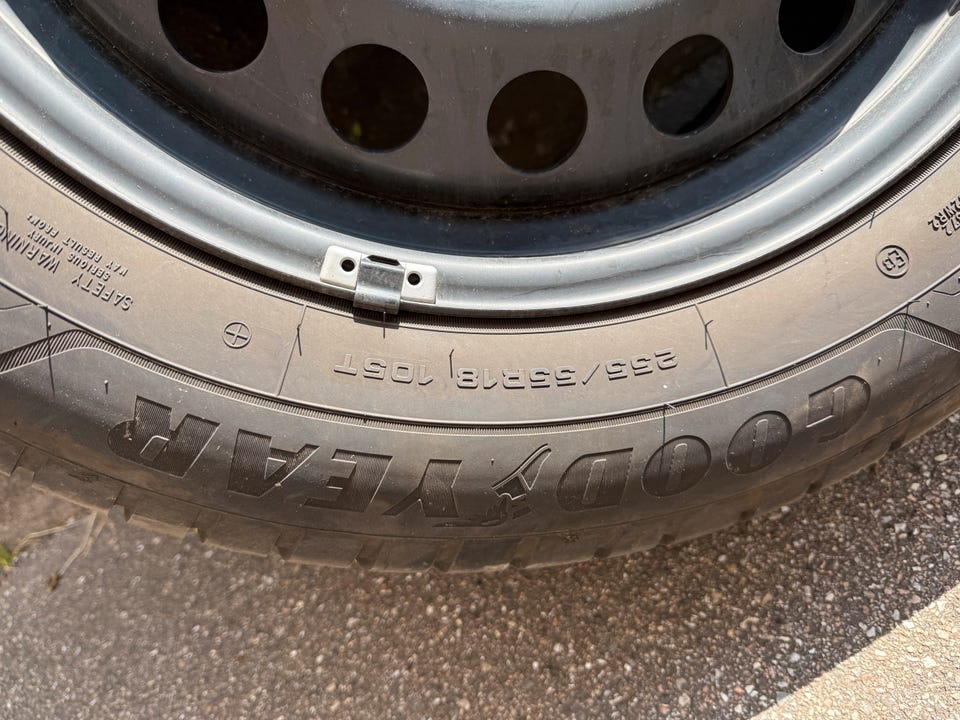 GOODYEAR
255/55R18 105T
SAFETY WARNING
SERIOUS INJURY
MAY RESULT FROM: